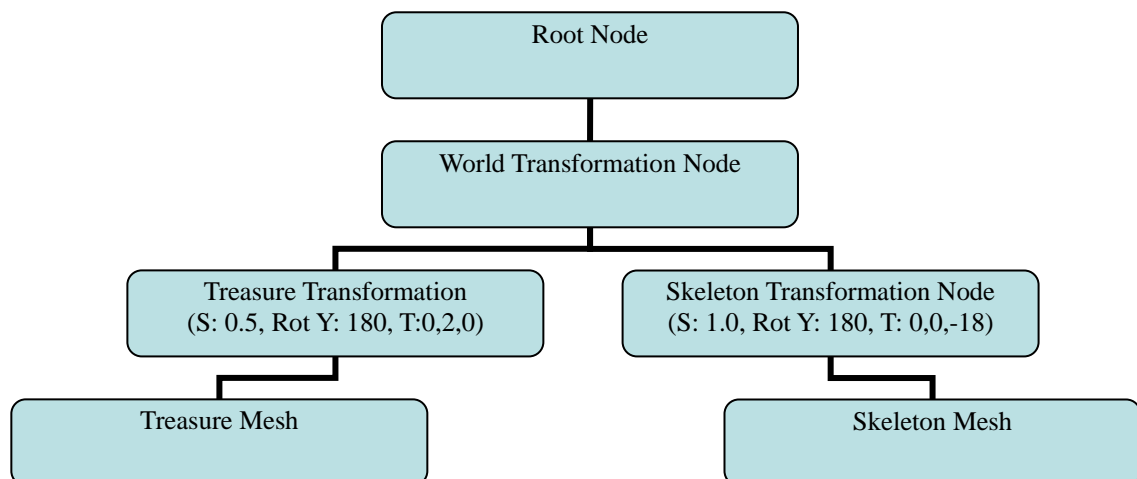 Root Node
World Transformation Node
Treasure Transformation
(S: 0.5, Rot Y: 180, T:0,2,0)
Skeleton Transformation Node
(S: 1.0, Rot Y: 180, T: 0,0,-18)
Treasure Mesh
Skeleton Mesh